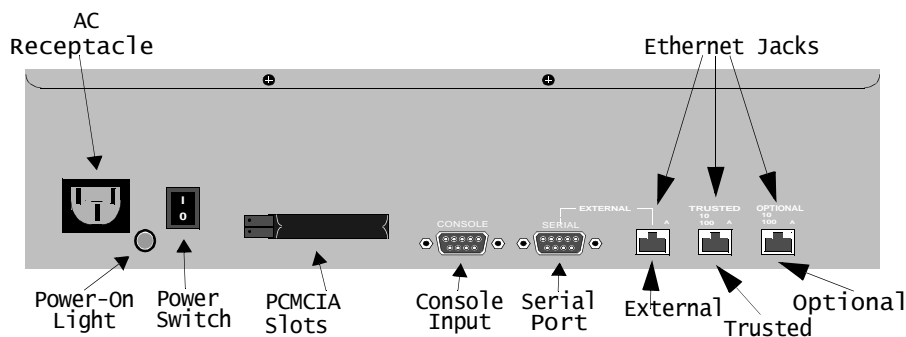 AC
Receptacle
Ethernet Jacks
I
0
CONSOLE
SERIAL
EXTERNAL
^
TRUSTED
10
100 ^
OPTIONAL
10
100 ^
Power-On
Light
Power
Switch
PCMCIA
Slots
Console
Input
Serial
Port
External
Trusted
Optional